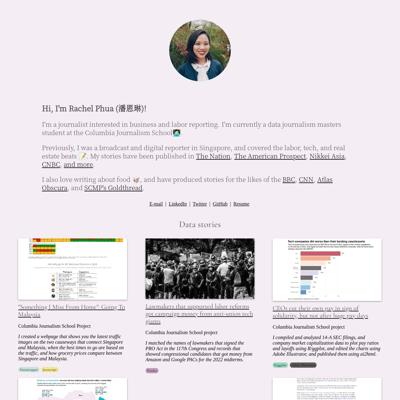 Hi, I'm Rachel Phua (潘恩琳)!
I'm a journalist interested in business and labor reporting. I'm currently a data journalism masters
student at the Columbia Journalism School
Previously, I was a broadcast and digital reporter in Singapore, and covered the labor, tech, and real
estate beats. My stories have been published in The Nation, The American Prospect, Nikkei Asia,
CNBC, and more.
I also love writing about food, and have produced stories for the likes of the BBC, CNN, Atlas
Obscura, and SCMP's Goldthread.
E-mail | LinkedIn | Twitter | GitHub | Resume
Data stories
"Something I Miss From Home": Going To
Malaysia
Columbia Journalism School Project
I created a webpage that shows you the latest traffic
images on the two causeways that connect Singapore
and Malaysia, when the best times to go are based on
the traffic, and how grocery prices compare between
Singapore and Malaysia.
Lawmakers that supported labor reforms
got campaign money from anti-union tech
giants
Columbia Journalism School project
I matched the names of lawmakers that signed the
PRO Act in the 117th Congress and records that
showed congressional candidates that got money from
Amazon and Google PACs for the 2022 midterms.
Tech companies did worse than their banking counterparts
CEOs cut their own pay in sign of
solidarity, but not after huge pay days
Columbia Journalism School project
I compiled and analyzed 14-A SEC filings, and
company market capitalization data to plot pay ratios
and layoffs using R/ggplot, and edited the charts using
Adobe Illustrator, and published them using ai2html.